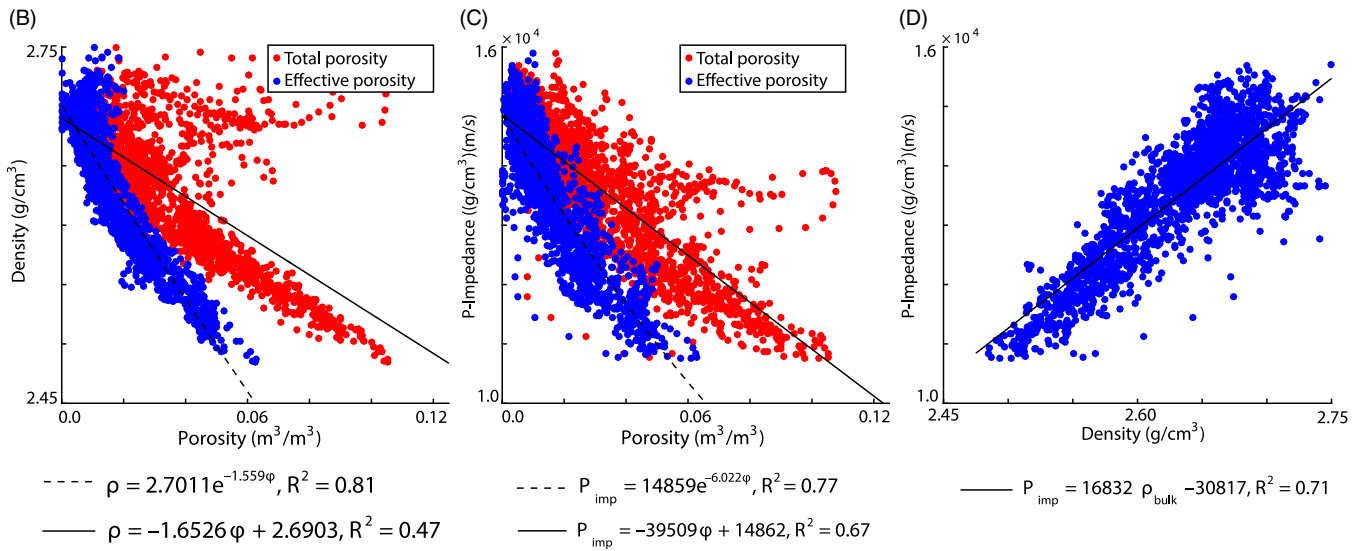 (B)
2.75
Total porosity
Effective porosity
Density (g/cm³)
2.45
0.0 0.06 0.12
Porosity (m³/m³)
ρ = 2.7011e^−1.559φ, R² = 0.81
ρ = −1.6526φ + 2.6903, R² = 0.47
(C)
1.6 × 10⁴
Total porosity
Effective porosity
P-Impedance ((g/cm³)(m/s)
1.0
0.0 0.06 0.12
Porosity (m³/m³)
P imp = 14859e^−6.022φ, R² = 0.77
P imp = −39509φ + 14862, R² = 0.67
(D)
1.6 × 10⁴
P-Impedance ((g/cm³)(m/s)
1.0
2.45 2.60 2.75
Density (g/cm³)
P imp = 16832 ρ bulk −30817, R² = 0.71